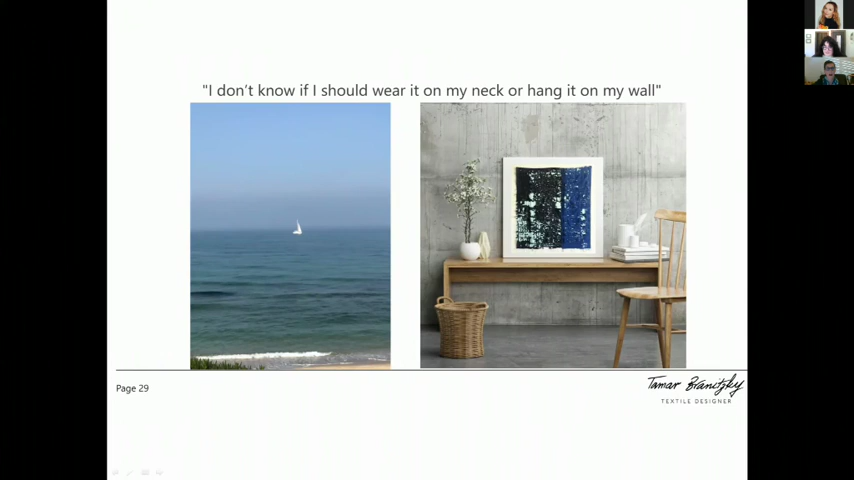 "I don't know if I should wear it on my neck or hang it on my wall"
Page 29
Tamar Branitzky
TEXTILE DESIGNER